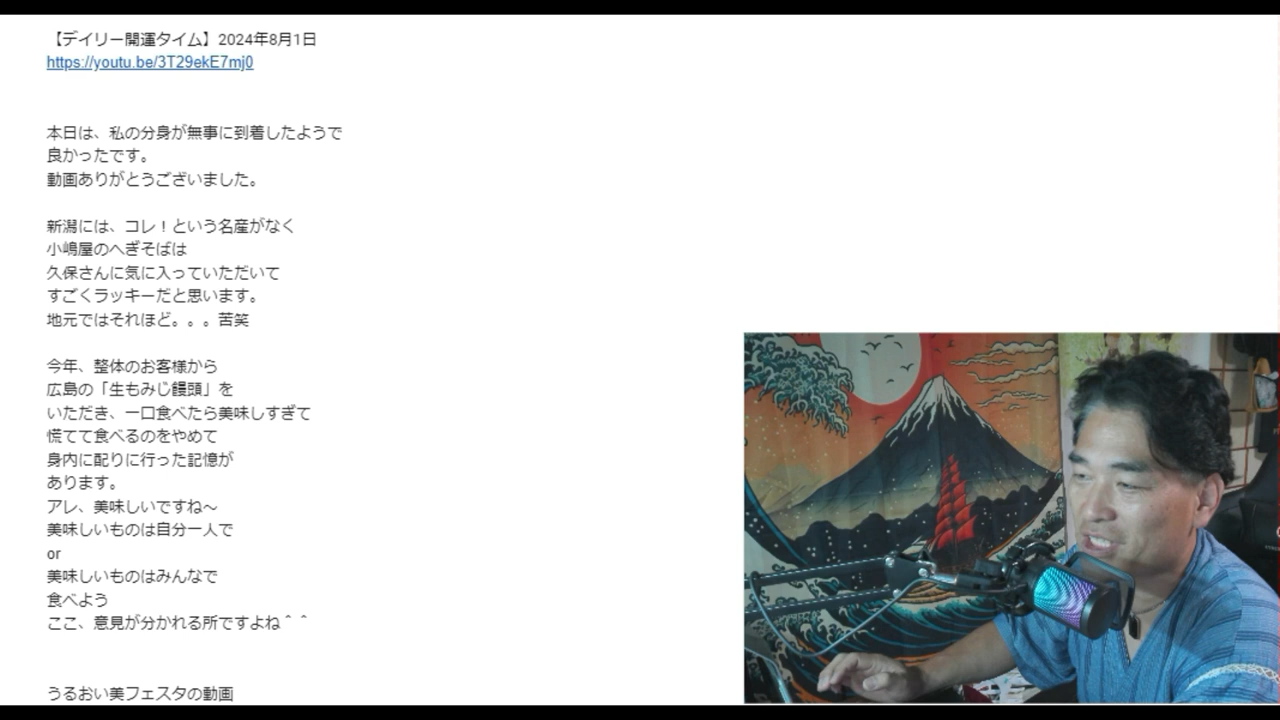 【デイリー開運タイム】2024年8月1日
https://youtu.be/3T29ekE7mj0
本日は、私の分身が無事に到着したようで
良かったです。
動画ありがとうございました。
新潟には、コレ！という名産がなく
小嶋屋のへぎそばは
久保さんに気に入っていただいて
すごくラッキーだと思います。
地元ではそれほど。。。苦笑
今年、整体のお客様から
広島の「生もみじ饅頭」を
いただき、一口食べたら美味しすぎて
慌てて食べるのをやめて
身内に配りに行った記憶が
あります。
アレ、美味しいですね～
美味しいものは自分一人で
or
美味しいものはみんなで
食べよう
ここ、意見が分かれる所ですよね＾＾
うるおい美フェスタの動画